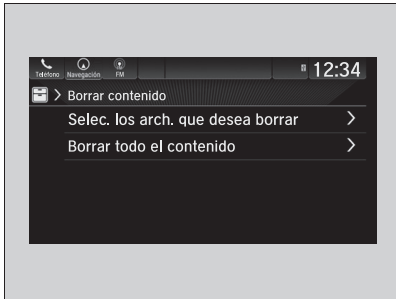 Teléfono Navegación FM 12:34
Borrar contenido
Selec. los arch. que desea borrar
Borrar todo el contenido